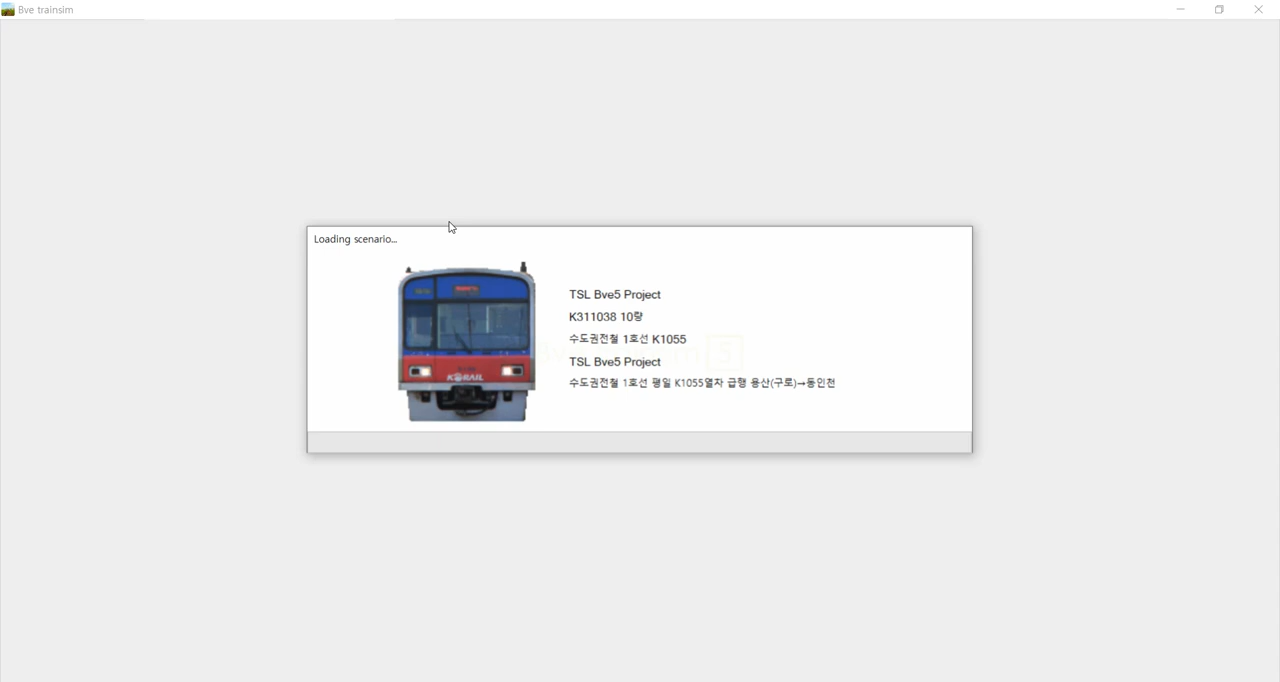 Bve trainsim
Loading scenario...
TSL Bve5 Project
K311038 10량
수도권전철 1호선 K1055
TSL Bve5 Project
수도권전철 1호선 평일 K1055열차 급행 용산(구로)→동인천
KORAIL
5